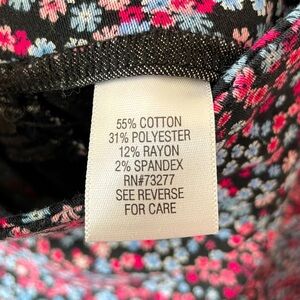 55% COTTON
31% POLYESTER
12% RAYON
2% SPANDEX
RN#73277
SEE REVERSE
FOR CARE